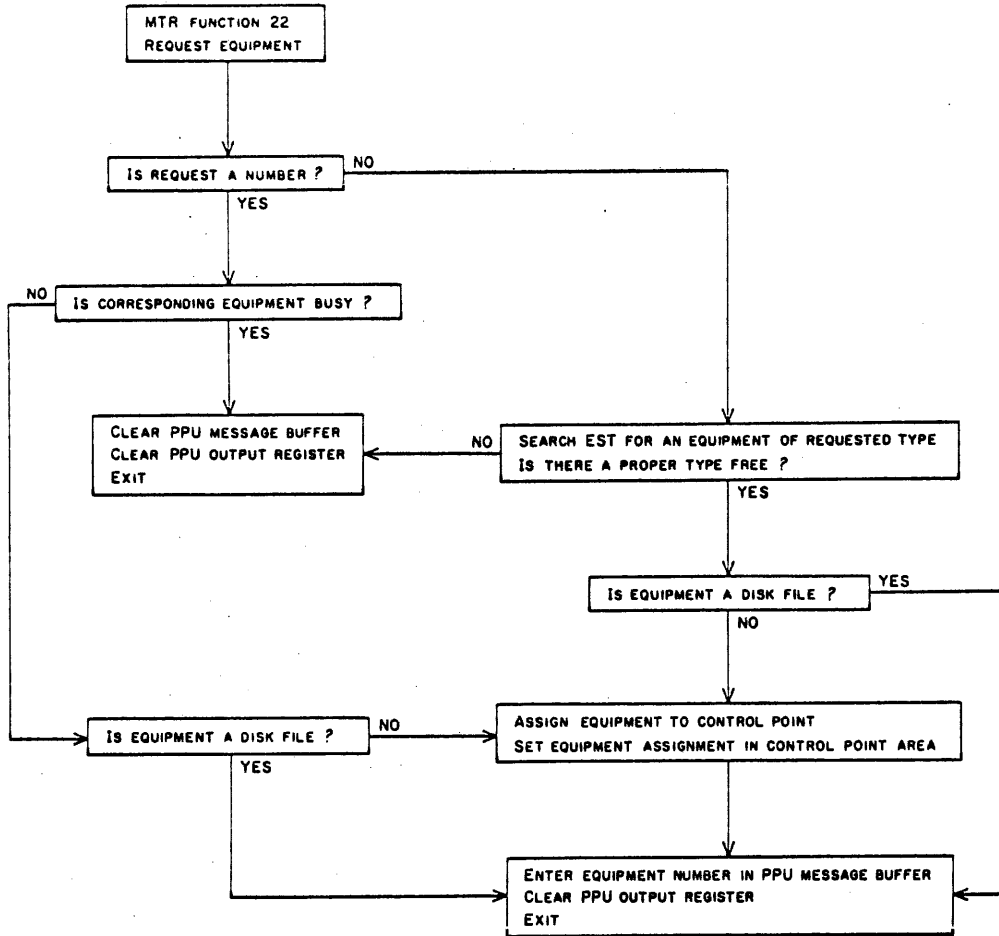 MTR FUNCTION 22
REQUEST EQUIPMENT
IS REQUEST A NUMBER ?
NO
YES
NO
IS CORRESPONDING EQUIPMENT BUSY ?
YES
CLEAR PPU MESSAGE BUFFER
CLEAR PPU OUTPUT REGISTER
EXIT
NO
SEARCH EST FOR AN EQUIPMENT OF REQUESTED TYPE
IS THERE A PROPER TYPE FREE ?
YES
IS EQUIPMENT A DISK FILE ?
YES
NO
IS EQUIPMENT A DISK FILE ?
NO
YES
ASSIGN EQUIPMENT TO CONTROL POINT
SET EQUIPMENT ASSIGNMENT IN CONTROL POINT AREA
ENTER EQUIPMENT NUMBER IN PPU MESSAGE BUFFER
CLEAR PPU OUTPUT REGISTER
EXIT